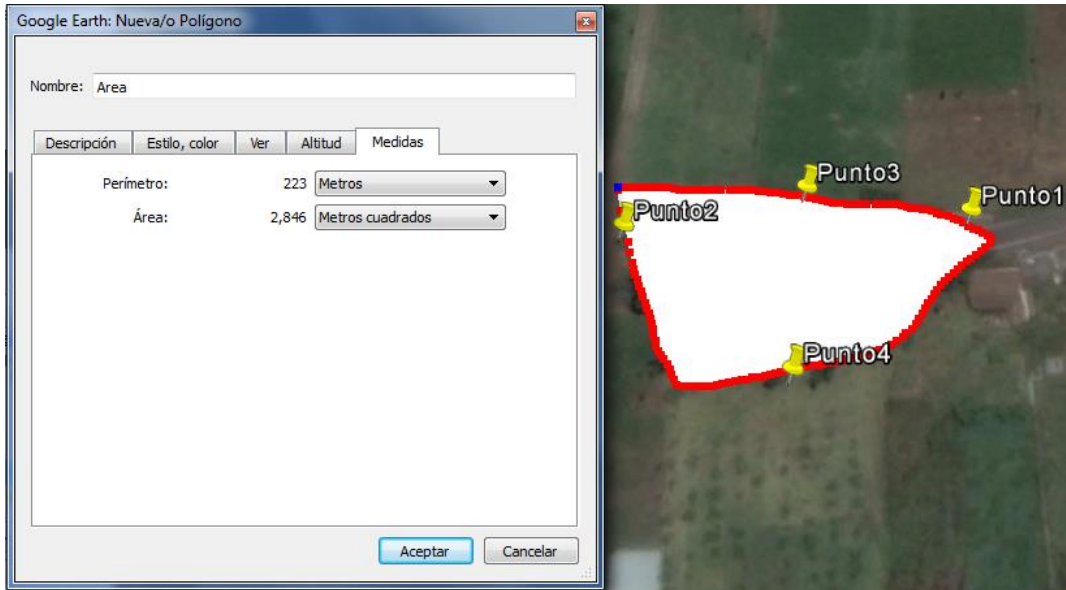 Google Earth: Nueva/o Polígono
Nombre: Area
Descripción Estilo, color Ver Altitud Medidas
Perímetro: 223 Metros
Área: 2,846 Metros cuadrados
Aceptar Cancelar
Punto3
Punto1
Punto2
Punto4